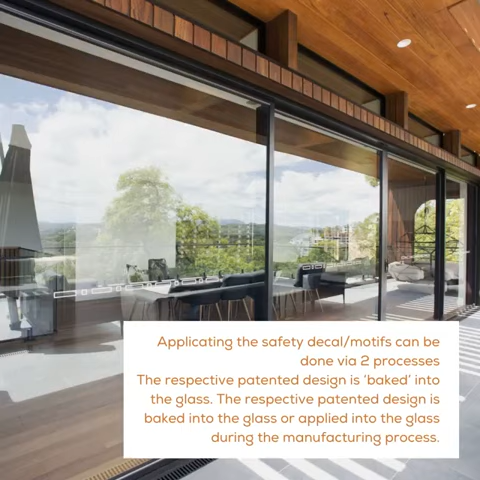 Applicating the safety decal/motifs can be
done via 2 processes
The respective patented design is ‘baked’ into
the glass. The respective patented design is
baked into the glass or applied into the glass
during the manufacturing process.